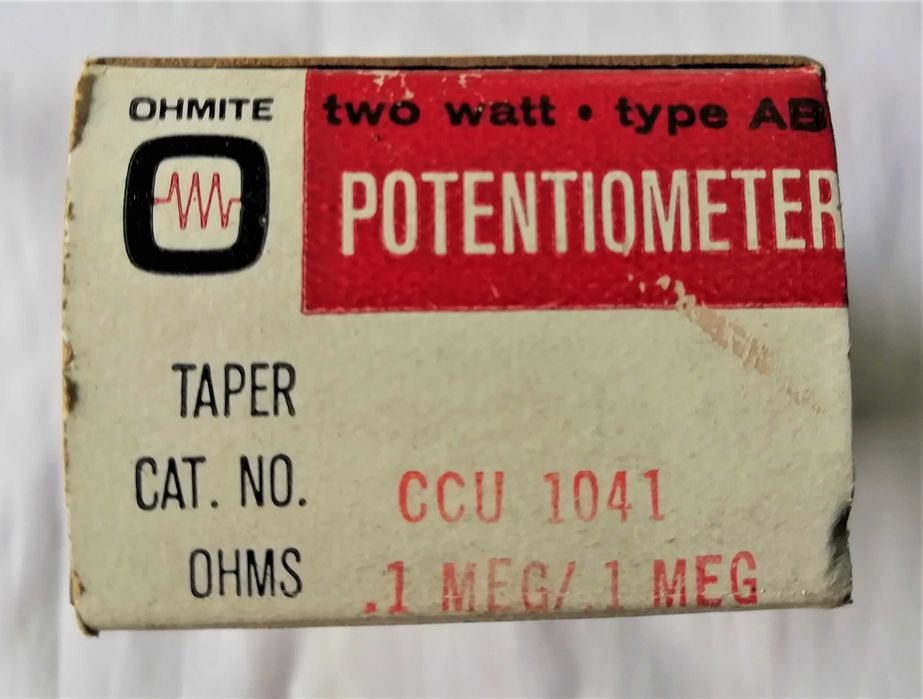 OHMITE
two watt • type AB
POTENTIOMETER
TAPER
CAT. NO. CCU 1041
OHMS .1 MEG/.1 MEG